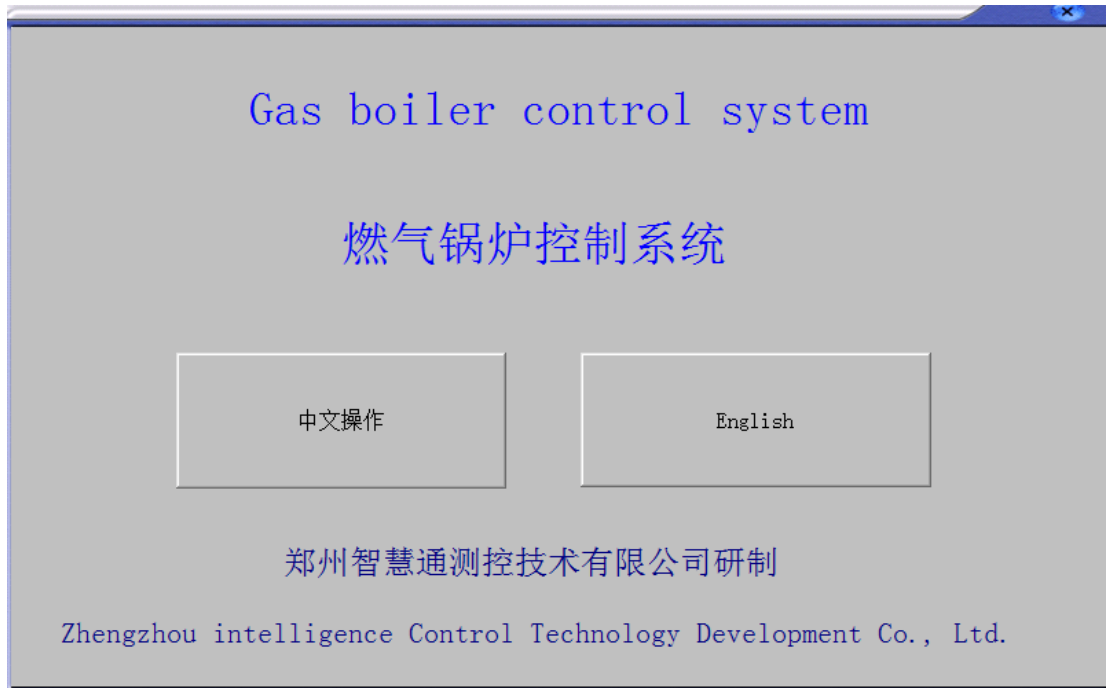 Gas boiler control system
燃气锅炉控制系统
中文操作
English
郑州智慧通测控技术有限公司研制
Zhengzhou intelligence Control Technology Development Co., Ltd.